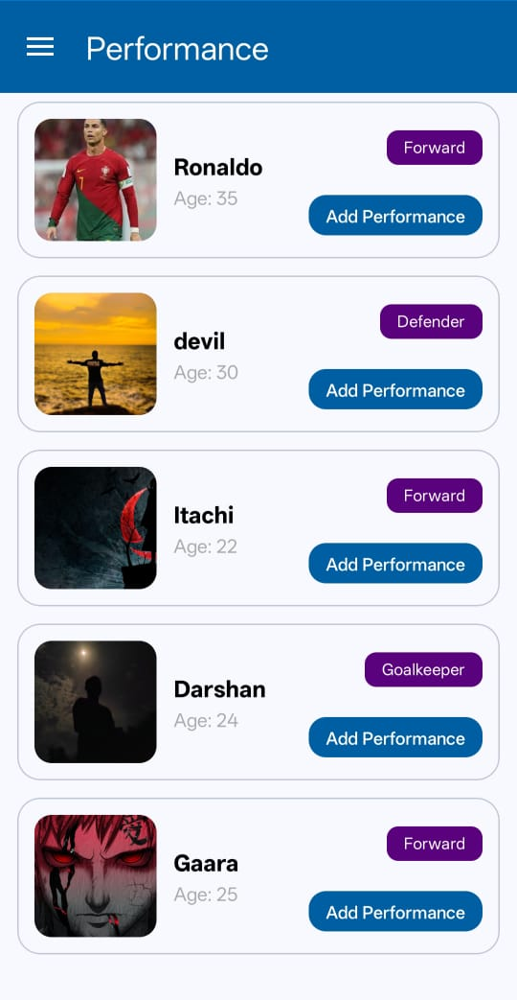 Performance
Ronaldo
Age: 35
Forward
Add Performance
7
devil
Age: 30
Defender
Add Performance
Itachi
Age: 22
Forward
Add Performance
Darshan
Age: 24
Goalkeeper
Add Performance
Gaara
Age: 25
Forward
Add Performance